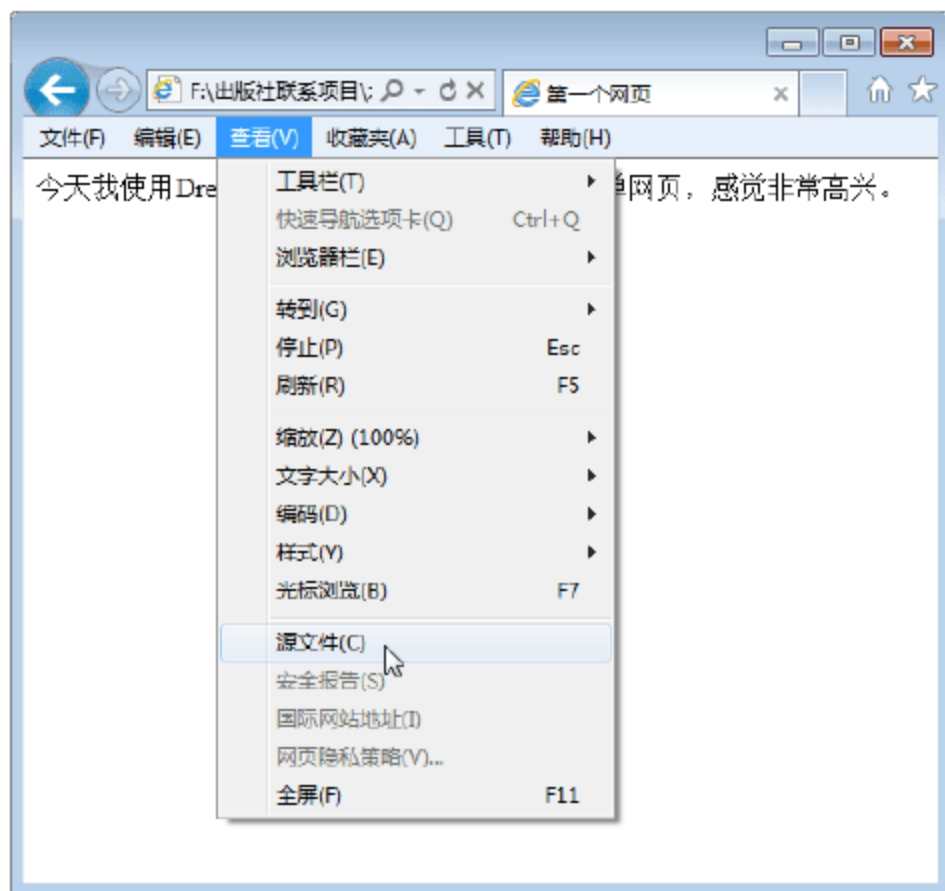 F:\出版社联系项目\:
第一个网页
文件(F) 编辑(E) 查看(V) 收藏夹(A) 工具(T) 帮助(H)
今天我使用Dre
网页，感觉非常高兴。
工具栏(T)
快速导航选项卡(Q) Ctrl+Q
浏览器栏(E)
转到(G)
停止(P) Esc
刷新(R) F5
缩放(Z) (100%)
文字大小(X)
编码(D)
样式(Y)
光标浏览(B) F7
源文件(C)
安全报告(S)
国际网站地址(I)
网页隐私策略(V)...
全屏(F) F11